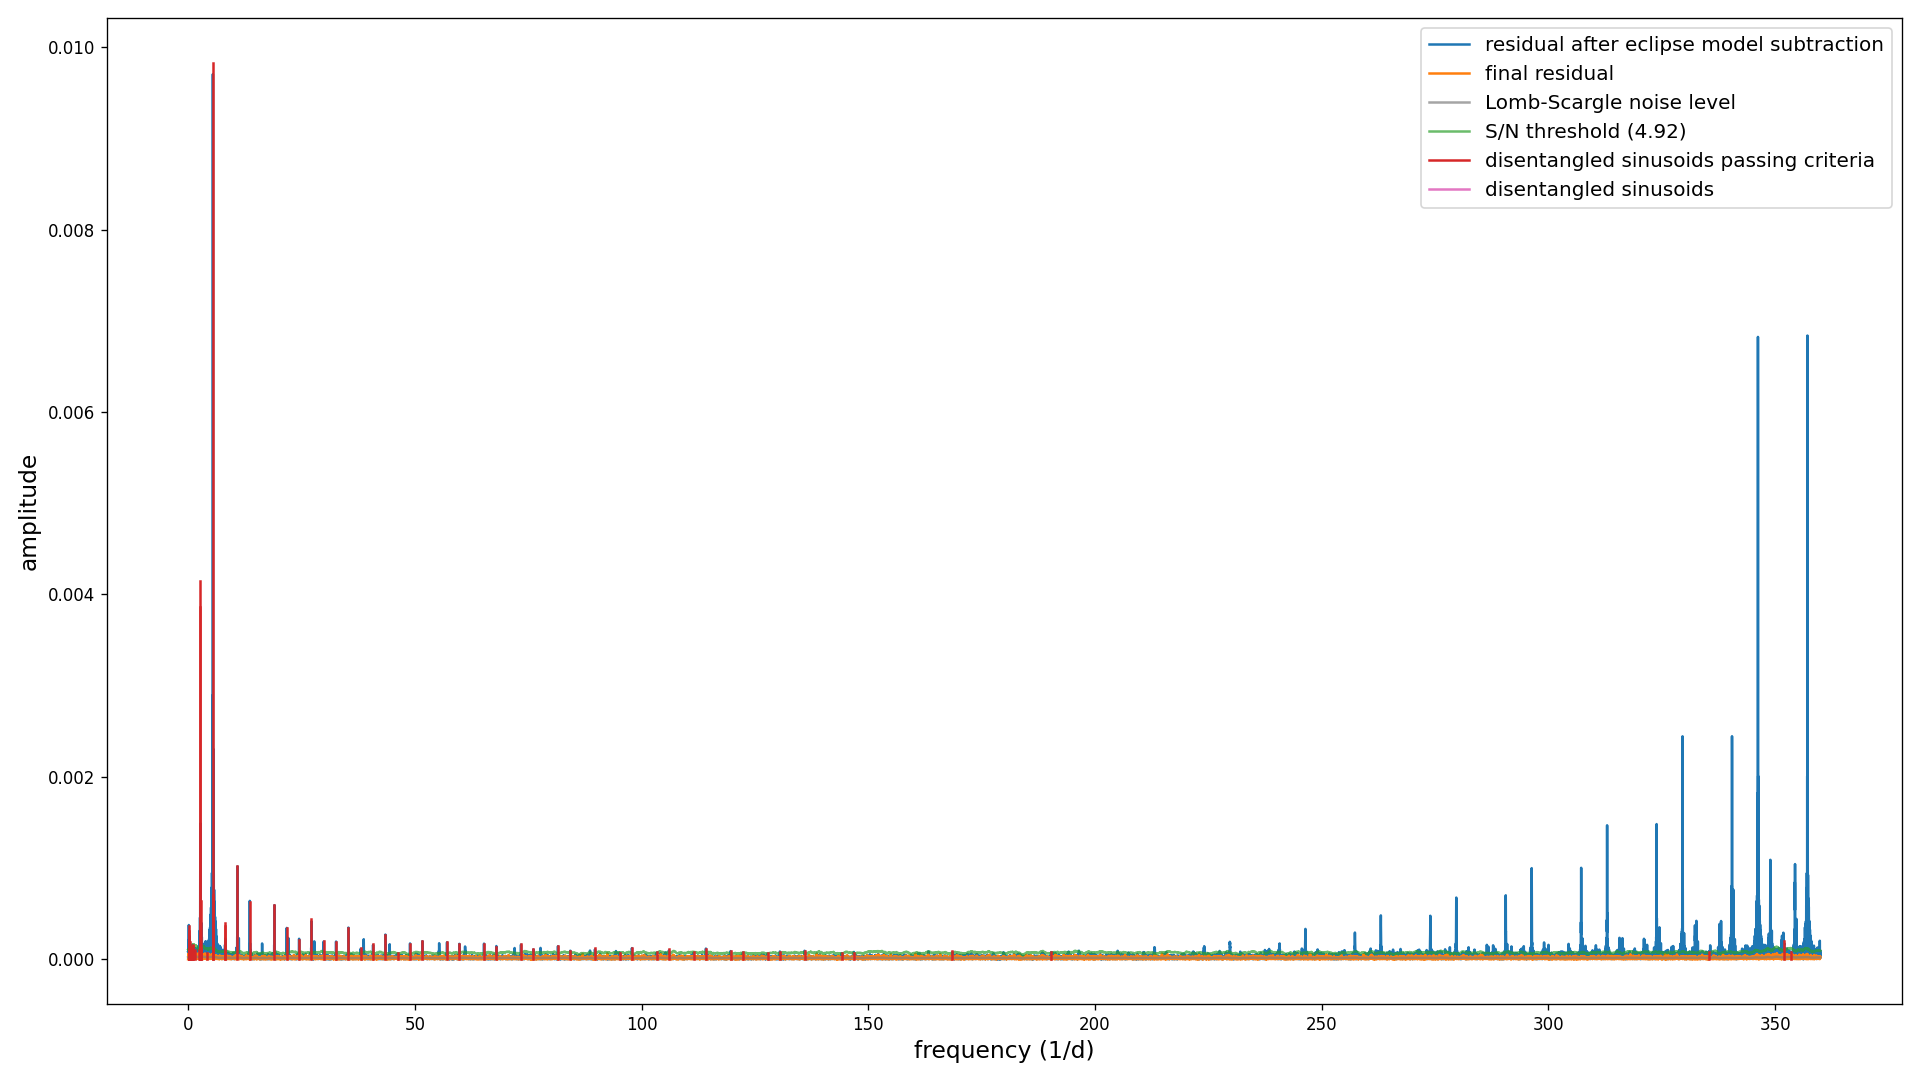 0.010
0.008
0.006
0.004
0.002
0.000
amplitude
0
50
100
150
200
250
300
350
frequency (1/d)
residual after eclipse model subtraction
final residual
Lomb-Scargle noise level
S/N threshold (4.92)
disentangled sinusoids passing criteria
disentangled sinusoids